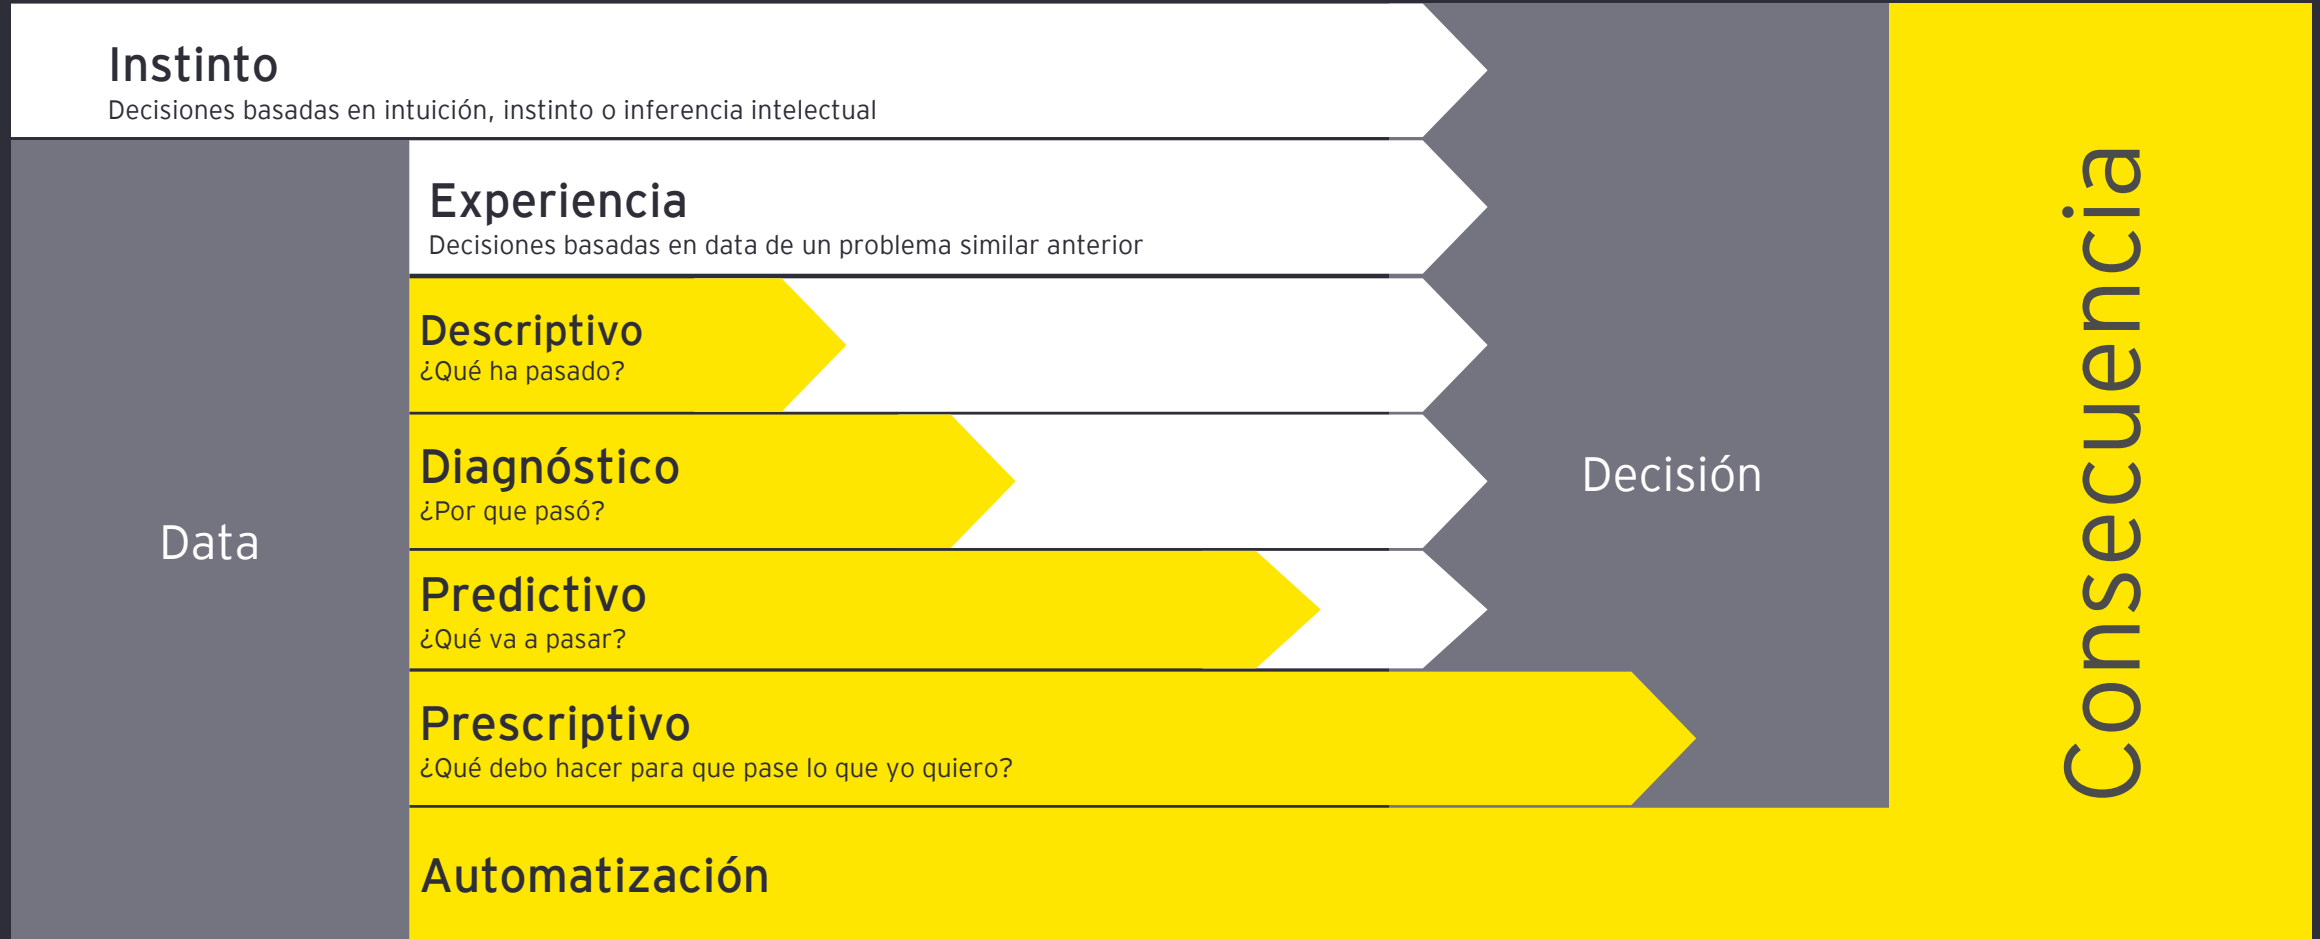 Instinto
Decisiones basadas en intuición, instinto o inferencia intelectual
Experiencia
Decisiones basadas en data de un problema similar anterior
Descriptivo
¿Qué ha pasado?
Diagnóstico
¿Por que pasó?
Predictivo
¿Qué va a pasar?
Prescriptivo
¿Qué debo hacer para que pase lo que yo quiero?
Automatización
Data
Decisión
Consecuencia